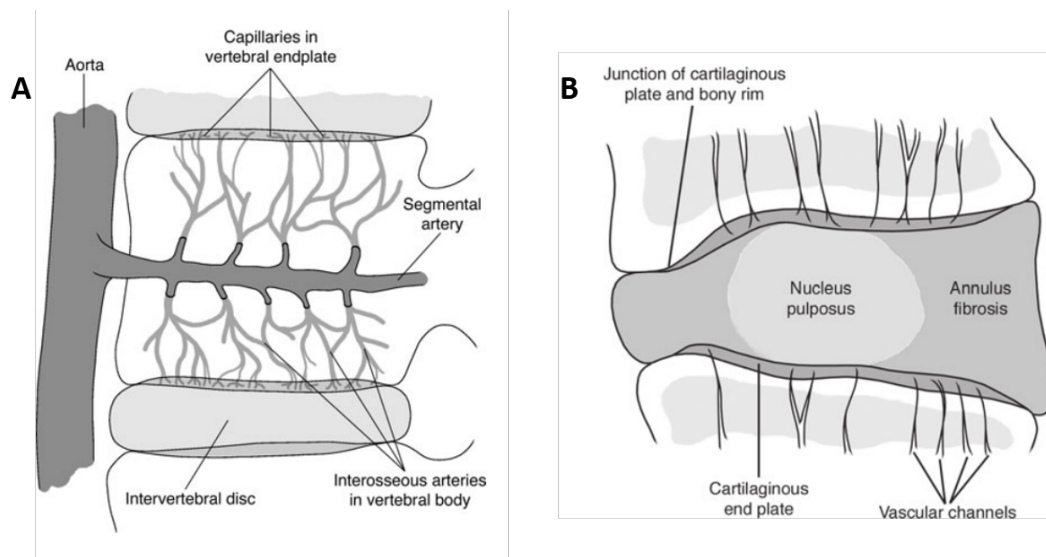 A
Aorta
Capillaries in
vertebral endplate
Segmental
artery
Intervertebral disc
Interosseous arteries
in vertebral body
B
Junction of cartilaginous
plate and bony rim
Nucleus
pulposus
Annulus
fibrosis
Cartilaginous
end plate
Vascular channels